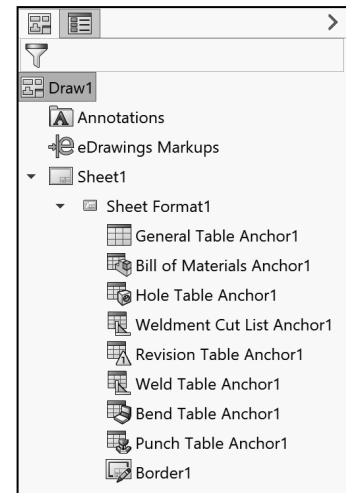 Draw1
Annotations
eDrawings Markups
Sheet1
Sheet Format1
General Table Anchor1
Bill of Materials Anchor1
Hole Table Anchor1
Weldment Cut List Anchor1
Revision Table Anchor1
Weld Table Anchor1
Bend Table Anchor1
Punch Table Anchor1
Border1